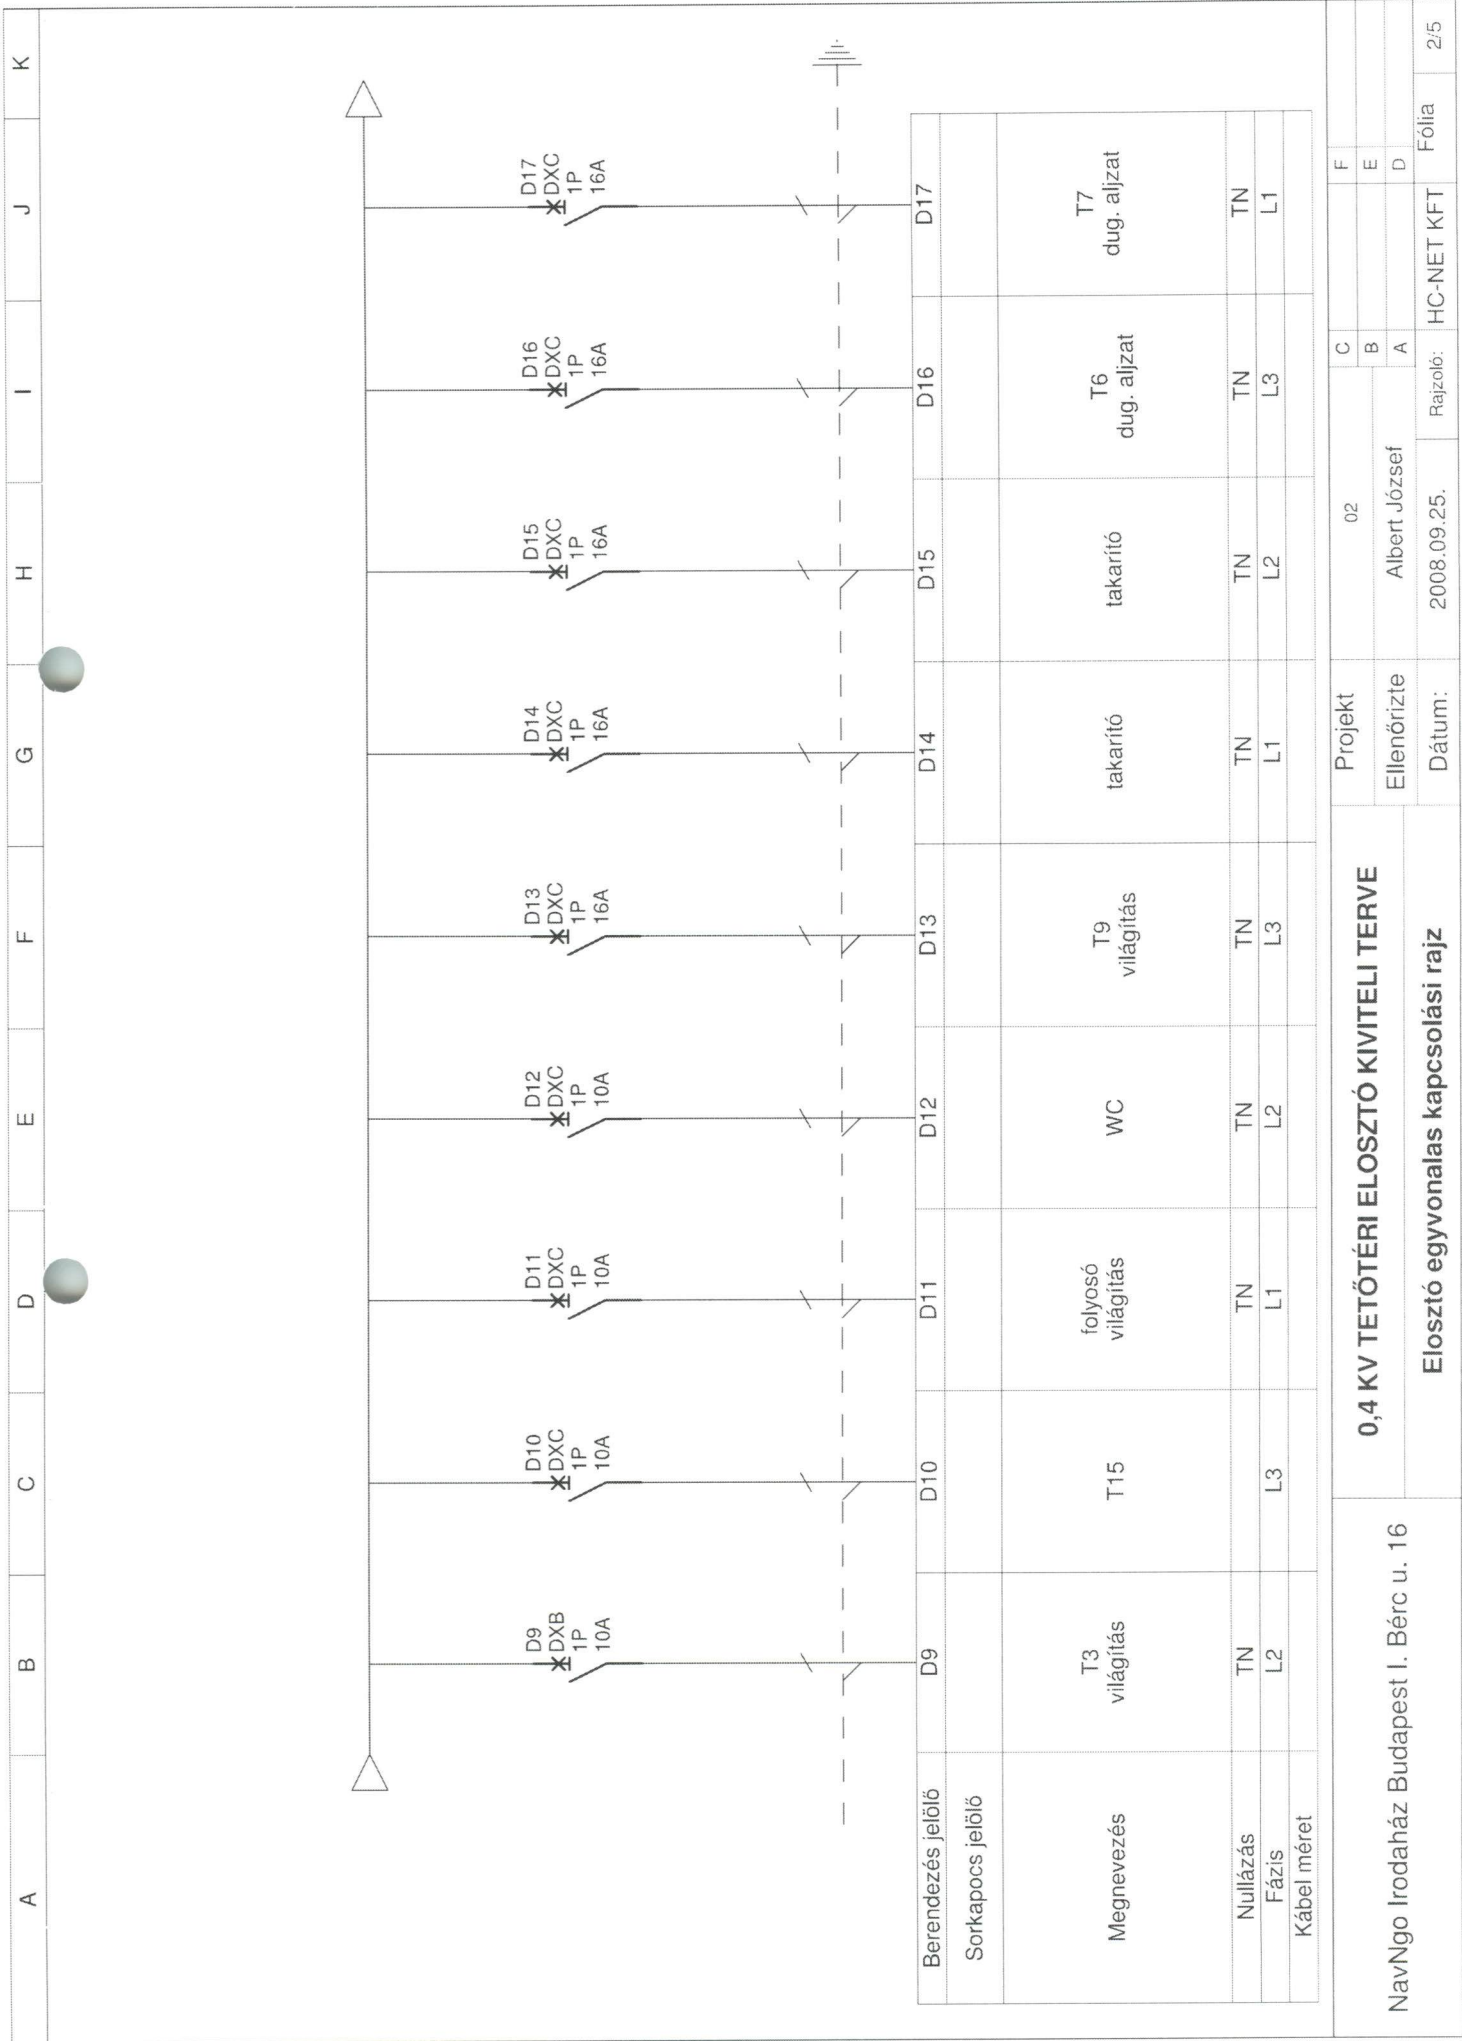 A B C D E F G H I J K
D9
DXB
1P
10A
D10
DXC
1P
10A
D11
DXC
1P
10A
D12
DXC
1P
10A
D13
DXC
1P
16A
D14
DXC
1P
16A
D15
DXC
1P
16A
D16
DXC
1P
16A
D17
DXC
1P
16A
Berendezés jelölő D9 D10 D11 D12 D13 D14 D15 D16 D17
Sorkapocs jelölő
Megnevezés
T3
világítás
T15
folyosó
világítás
WC
T9
világítás
takarító
takarító
T6
dug. aljzat
T7
dug. aljzat
Nullázás TN TN TN TN TN TN TN TN
Fázis L2 L3 L1 L2 L3 L1 L2 L3 L1
Kábel méret
NavNgo Irodaház Budapest I. Bérc u. 16
0,4 KV TETŐTÉRI ELOSZTÓ KIVITELI TERVE
Elosztó egyvonalas kapcsolási rajz
Projekt 02
Ellenőrizte Albert József
Dátum: 2008.09.25. Rajzoló: HC-NET KFT Fólia 2/5
C F
B E
A D